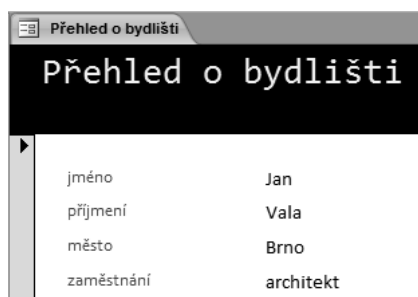 Přehled o bydlišti
Přehled o bydlišti
jméno Jan
příjmení Vala
město Brno
zaměstnání architekt